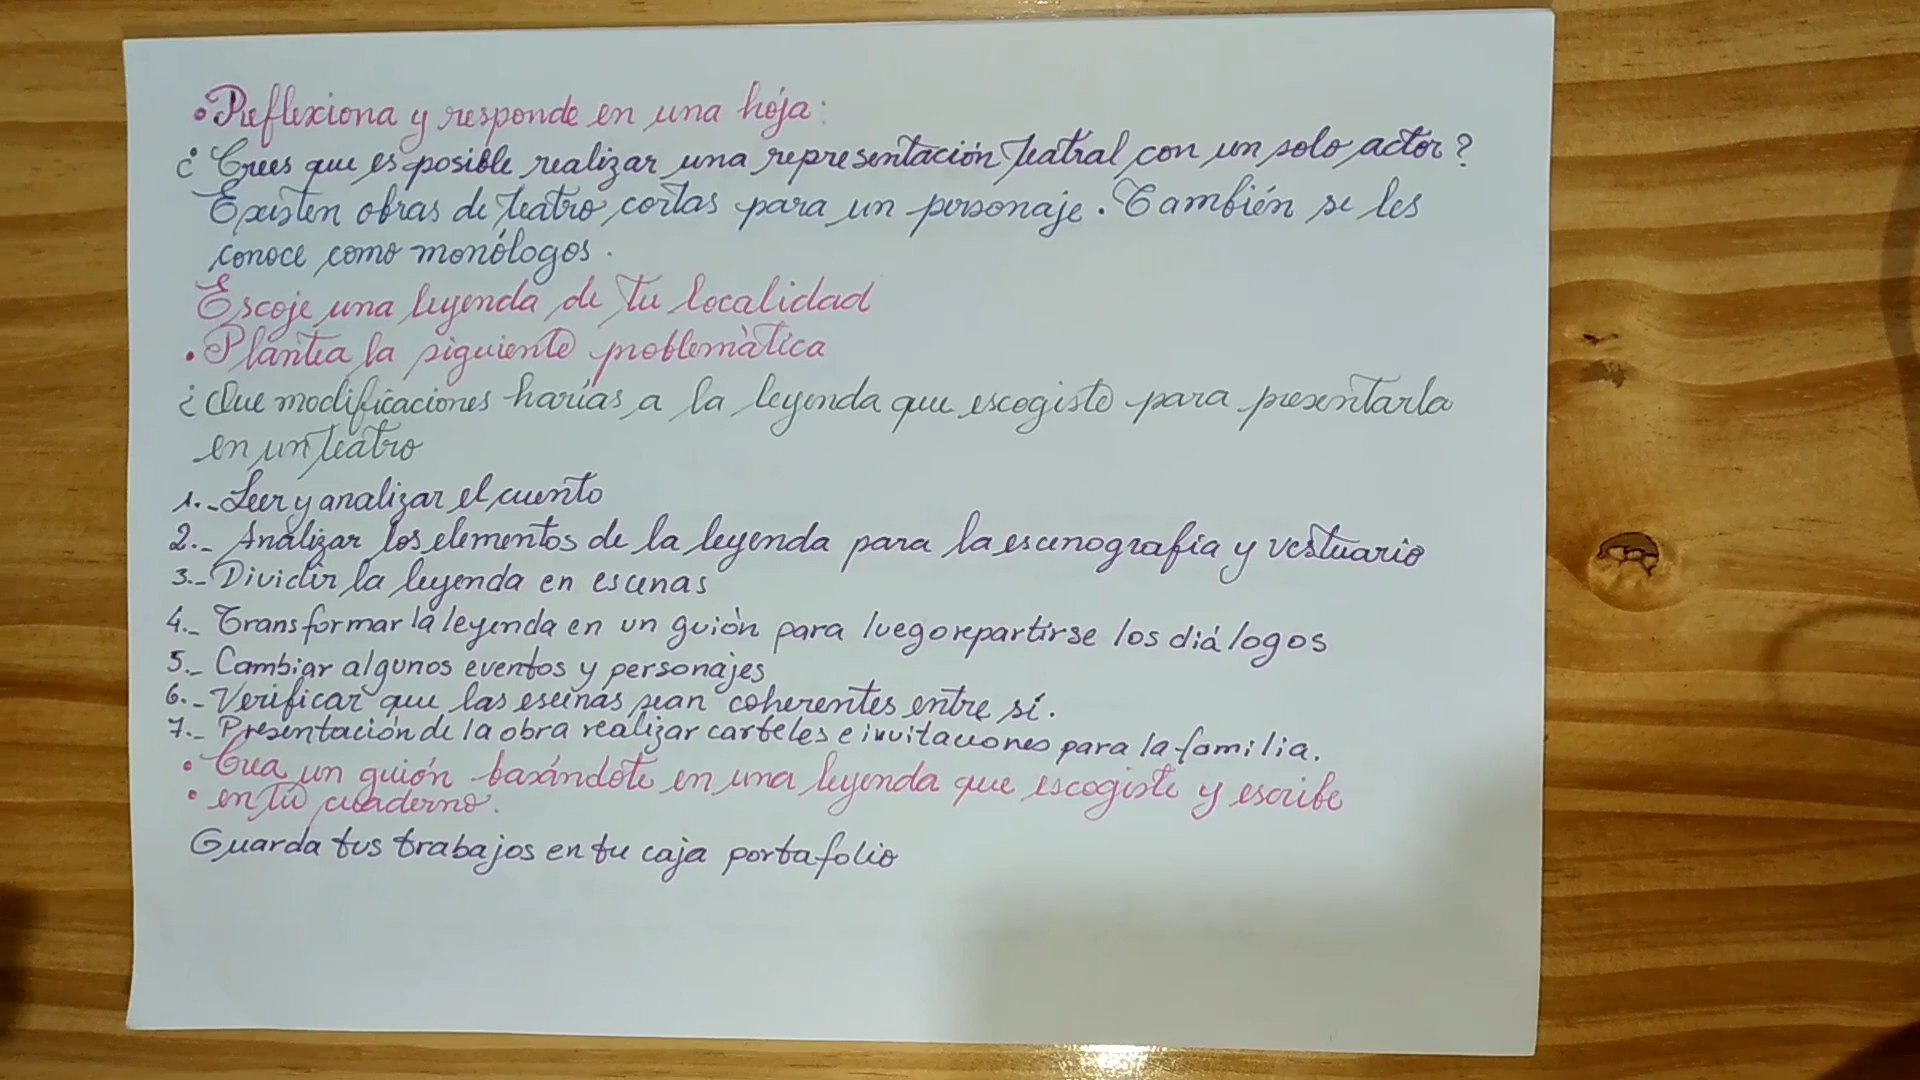 • Reflexiona y responde en una hoja:
¿Crees que es posible realizar una representación teatral con un solo actor?
Existen obras de teatro cortas para un personaje. También se les
conoce como monólogos.
Escoje una leyenda de tu localidad
• Plantea la siguiente problemàtica
¿Que modificaciones harías a la leyenda que escogiste para presentarla
en un teatro
1.- Leer y analizar el cuento
2.- Analizar los elementos de la leyenda para la escenografia y vestuario
3.- Dividir la leyenda en escenas
4.- Transformar la leyenda en un guiòn para luego repartirse los diálogos
5.- Cambiar algunos eventos y personajes
6.- Verificar que las escenas sean coherentes entre sí.
7.- Presentación de la obra realizar carteles e invitaciones para la familia.
• Crea un guión basándote en una leyenda que escogiste y escribe
• en tu cuaderno.
Guarda tus trabajos en tu caja portafolio